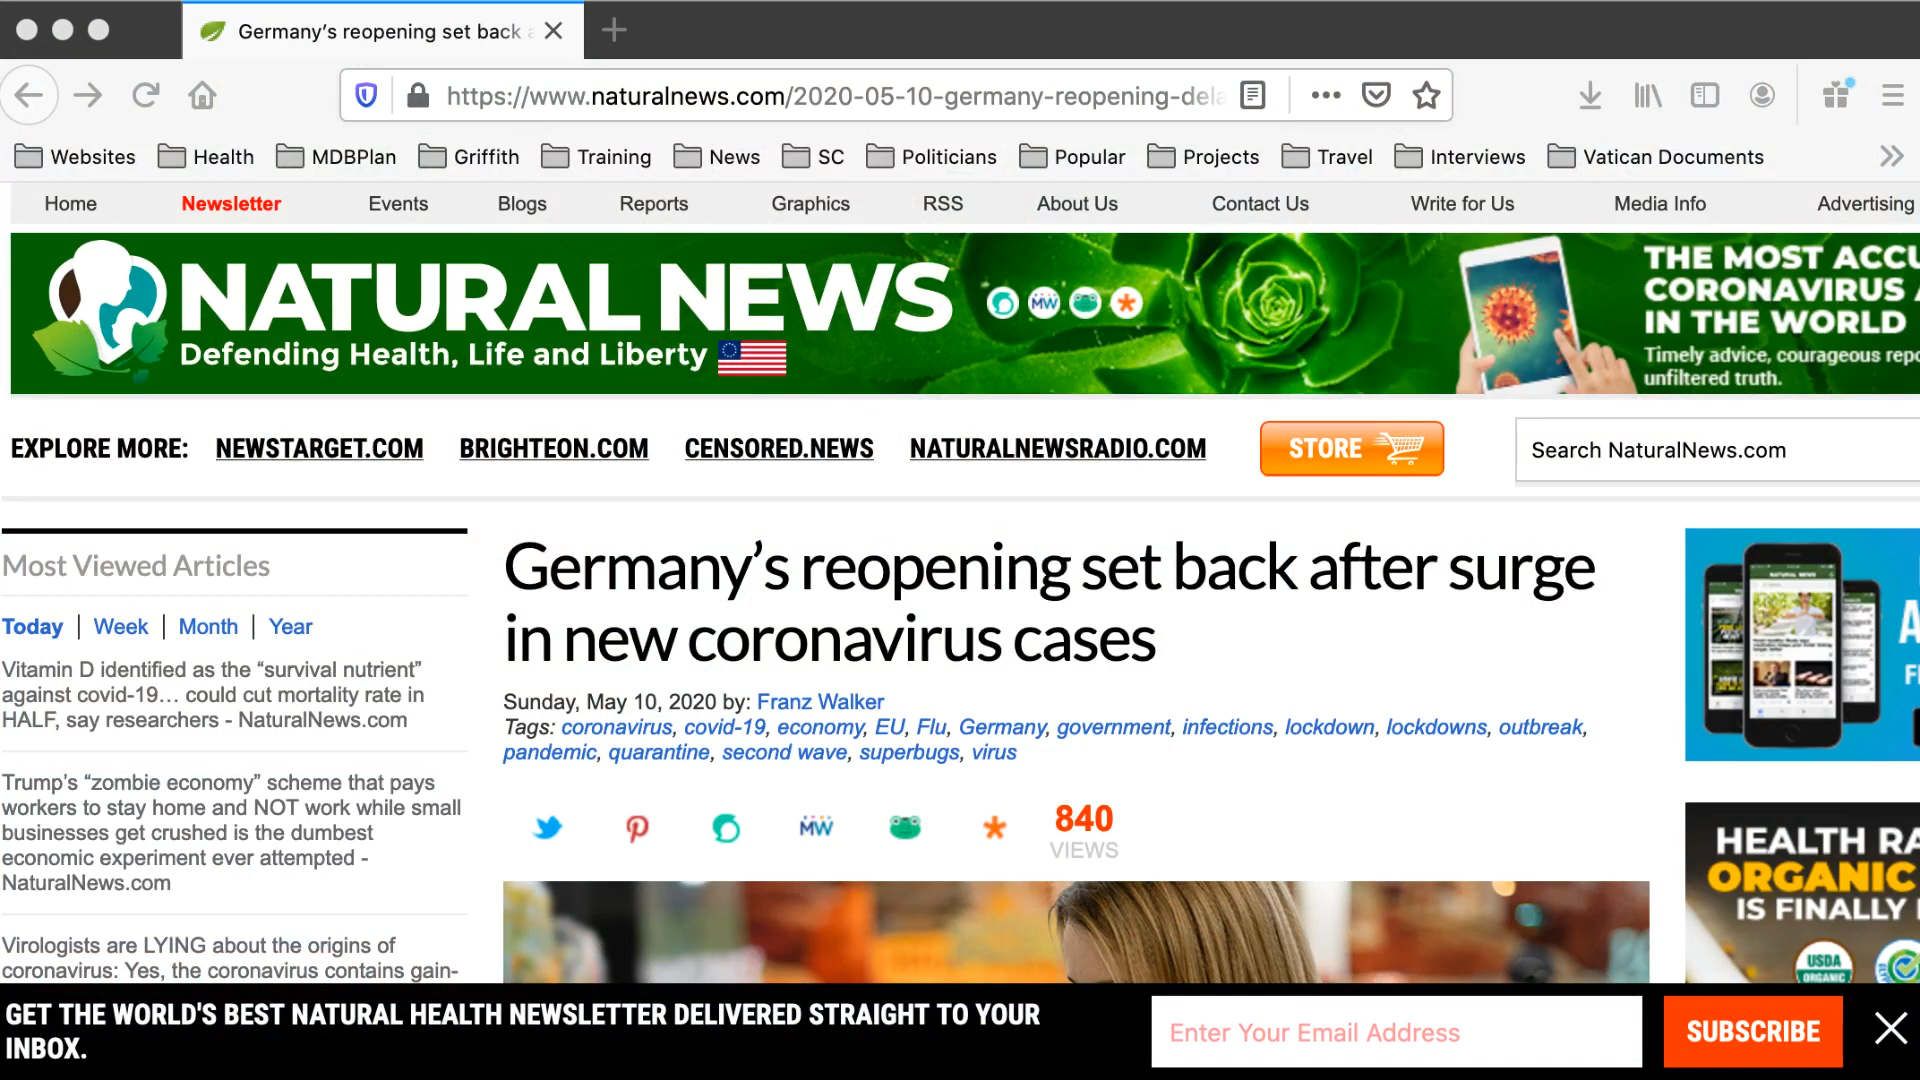 Germany's reopening set back
https://www.naturalnews.com/2020-05-10-germany-reopening-dela
Websites Health MDBPlan Griffith Training News SC Politicians Popular Projects Travel Interviews Vatican Documents
Home Newsletter Events Blogs Reports Graphics RSS About Us Contact Us Write for Us Media Info Advertising
NATURAL NEWS
Defending Health, Life and Liberty
MW
THE MOST ACCU
CORONAVIRUS
IN THE WORLD
Timely advice, courageous repo
unfiltered truth.
EXPLORE MORE: NEWSTARGET.COM BRIGHTEON.COM CENSORED.NEWS NATURALNEWSRADIO.COM STORE Search NaturalNews.com
Most Viewed Articles
Today | Week | Month | Year
Vitamin D identified as the “survival nutrient”
against covid-19... could cut mortality rate in
HALF, say researchers - NaturalNews.com
Trump’s “zombie economy” scheme that pays
workers to stay home and NOT work while small
businesses get crushed is the dumbest
economic experiment ever attempted -
NaturalNews.com
Virologists are LYING about the origins of
coronavirus: Yes, the coronavirus contains gain-
Germany’s reopening set back after surge
in new coronavirus cases
Sunday, May 10, 2020 by: Franz Walker
Tags: coronavirus, covid-19, economy, EU, Flu, Germany, government, infections, lockdown, lockdowns, outbreak,
pandemic, quarantine, second wave, superbugs, virus
MW
840
VIEWS
NATURAL NEWS
HEALTH RA
ORGANIC
IS FINALLY
USDA
ORGANIC
GET THE WORLD'S BEST NATURAL HEALTH NEWSLETTER DELIVERED STRAIGHT TO YOUR
INBOX.
Enter Your Email Address
SUBSCRIBE